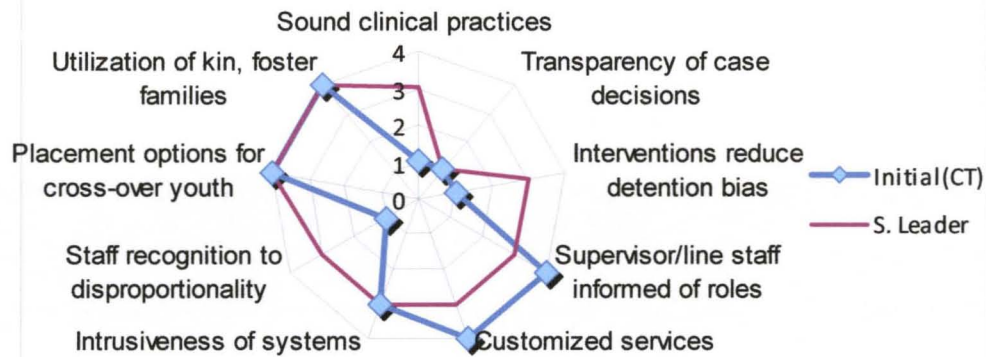 Sound clinical practices
Utilization of kin, foster
families
Transparency of case
decisions
4
3
2
1
0
Placement options for
cross-over youth
Interventions reduce
detention bias
Initial(CT)
S. Leader
Staff recognition to
disproportionality
Supervisor/line staff
informed of roles
Intrusiveness of systems
Customized services